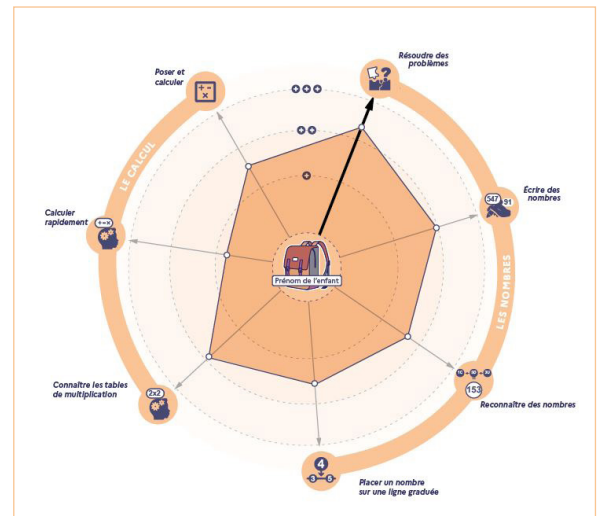 Résoudre des
problèmes
Poser et
calculer
+ - ×
?
+++
++
+
LE CALCUL
Calculer
rapidement
+-×
547
91
Écrire des
nombres
LES NOMBRES
Prénom de l'enfant
Connaître les tables
de multiplication
2x2
153
Reconnaître des nombres
4
3
5
Placer un nombre
sur une ligne graduée